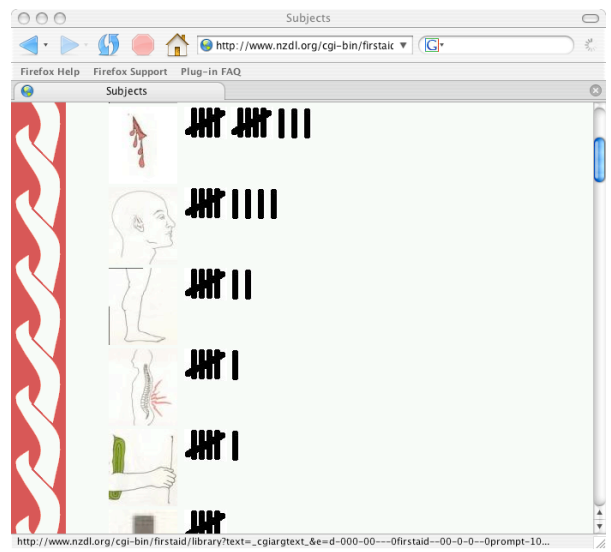 Subjects
http://www.nzdl.org/cgi-bin/firstaic
G
Firefox Help Firefox Support Plug-in FAQ
Subjects
http://www.nzdl.org/cgi-bin/firstaid/library?text=_cgiargtext_&e=d-000-00---0firstaid--00-0-0--0prompt-10...